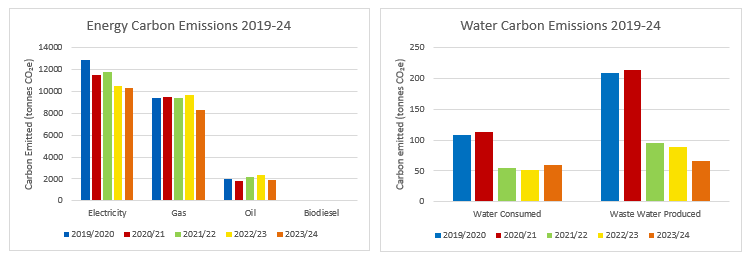 Energy Carbon Emissions 2019-24
Carbon Emitted (tonnes CO₂e)
14000
12000
10000
8000
6000
4000
2000
0
Electricity Gas Oil Biodiesel
2019/2020 2020/21 2021/22 2022/23 2023/24
Water Carbon Emissions 2019-24
Carbon emitted (tonnes CO₂e)
250
200
150
100
50
0
Water Consumed Waste Water Produced
2019/2020 2020/21 2021/22 2022/23 2023/24